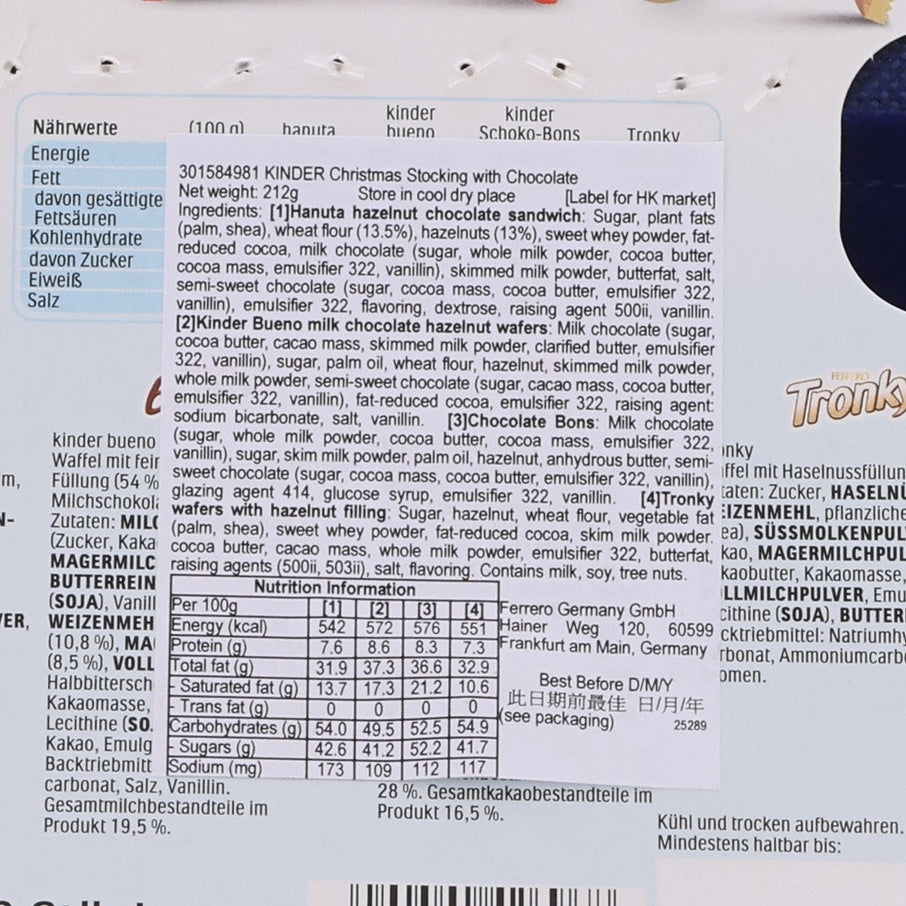 Nährwerte (100 g) hanuta kinder bueno kinder Schoko-Bons Tronky
Energie
Fett
davon gesättigte
Fettsäuren
Kohlenhydrate
davon Zucker
Eiweiß
Salz
301584981 KINDER Christmas Stocking with Chocolate
Net weight: 212g Store in cool dry place [Label for HK market]
Ingredients: [1]Hanuta hazelnut chocolate sandwich: Sugar, plant fats
(palm, shea), wheat flour (13.5%), hazelnuts (13%), sweet whey powder, fat-
reduced cocoa, milk chocolate (sugar, whole milk powder, cocoa butter,
cocoa mass, emulsifier 322, vanillin), skimmed milk powder, butterfat, salt,
semi-sweet chocolate (sugar, cocoa mass, cocoa butter, emulsifier 322,
vanillin), emulsifier 322, flavoring, dextrose, raising agent 500ii, vanillin.
[2]Kinder Bueno milk chocolate hazelnut wafers: Milk chocolate (sugar,
cocoa butter, cacao mass, skimmed milk powder, clarified butter, emulsifier
322, vanillin), sugar, palm oil, wheat flour, hazelnut, skimmed milk powder,
whole milk powder, semi-sweet chocolate (sugar, cacao mass, cocoa butter,
emulsifier 322, vanillin), fat-reduced cocoa, emulsifier 322, raising agent:
sodium bicarbonate, salt, vanillin. [3]Chocolate Bons: Milk chocolate
(sugar, whole milk powder, cocoa butter, cocoa mass, emulsifier 322,
vanillin), sugar, skim milk powder, palm oil, hazelnut, anhydrous butter, semi-
sweet chocolate (sugar, cocoa mass, cocoa butter, emulsifier 322, vanillin),
glazing agent 414, glucose syrup, emulsifier 322, vanillin. [4]Tronky
wafers with hazelnut filling: Sugar, hazelnut, wheat flour, vegetable fat
(palm, shea), sweet whey powder, fat-reduced cocoa, skim milk powder.
cocoa butter, cacao mass, whole milk powder, emulsifier 322, butterfat,
raising agents (500ii, 503ii), salt, flavoring. Contains milk, soy, tree nuts.
Nutrition Information
Per 100g [1] [2] [3] [4]
Energy (kcal) 542 572 576 551
Protein (g) 7.6 8.6 8.3 7.3
Total fat (g) 31.9 37.3 36.6 32.9
- Saturated fat (g) 13.7 17.3 21.2 10.6
- Trans fat (g) 0 0 0 0
Carbohydrates (g) 54.0 49.5 52.5 54.9
- Sugars (g) 42.6 41.2 52.2 41.7
Sodium (mg) 173 109 112 117
Ferrero Germany GmbH
Hainer Weg 120, 60599
Frankfurt am Main, Germany
Best Before D/M/Y
此日期前最佳 日/月/年
(see packaging) 25289
m,
N-
ER,
kinder bueno
Waffel mit fein
Füllung (54 %
Milchschokola
Zutaten: MILC
(Zucker, Kaka
MAGERMILC
BUTTERREIN
(SOJA), Vanill
WEIZENMEH
(10,8 %), MA
(8,5 %), VOLL
Halbbittersch
Kakaomasse,
Lecithine (SO
Kakao, Emulg
Backtriebmitt
carbonat, Salz, Vanillin.
Gesamtmilchbestandteile im
Produkt 19,5 %.
28 %. Gesamtkakaobestandteile im
Produkt 16,5 %.
FERRERO
Tronky
onky
affel mit Haselnussfüllun
taten: Zucker, HASELNÜ
EIZENMEHL, pflanzliche
ea), SÜSSMOLKENPUL
kao, MAGERMILCHPUL
kaobutter, Kakaomasse,
LLMILCHPULVER, Emu
cithine (SOJA), BUTTER
cktriebmittel: Natriumhy
rbonat, Ammoniumcarb
omen.
Kühl und trocken aufbewahren.
Mindestens haltbar bis: